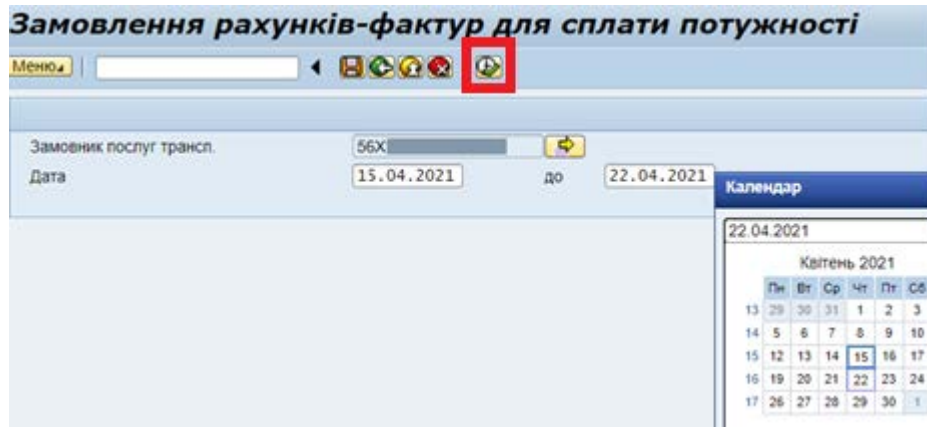 Замовлення рахунків-фактур для сплати потужності
Меню
Замовник послуг трансп. 56X
Дата 15.04.2021 до 22.04.2021
Календар
22.04.2021
Квітень 2021
Пн Вт Ср Чт Пт Сб
13 29 30 31 1 2 3
14 5 6 7 8 9 10
15 12 13 14 15 16 17
16 19 20 21 22 23 24
17 26 27 28 29 30 1